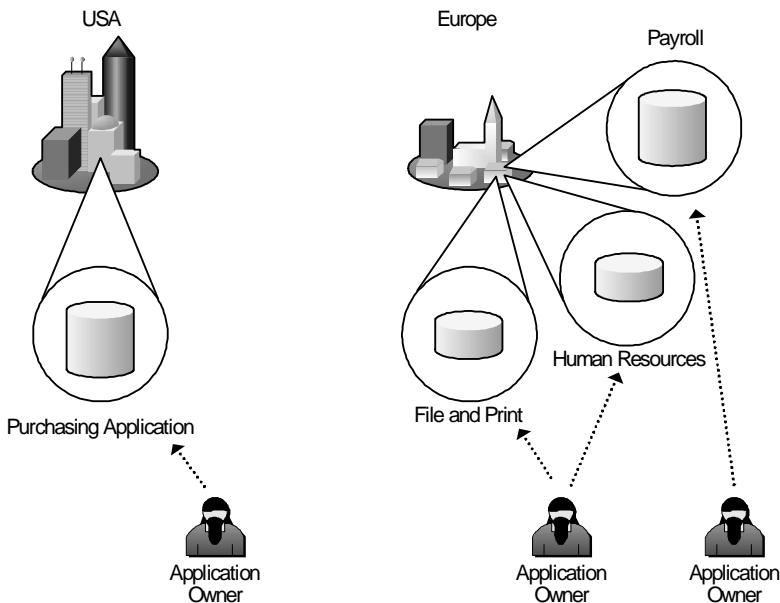 USA
Europe
Payroll
Human Resources
File and Print
Purchasing Application
Application
Owner
Application
Owner
Application
Owner